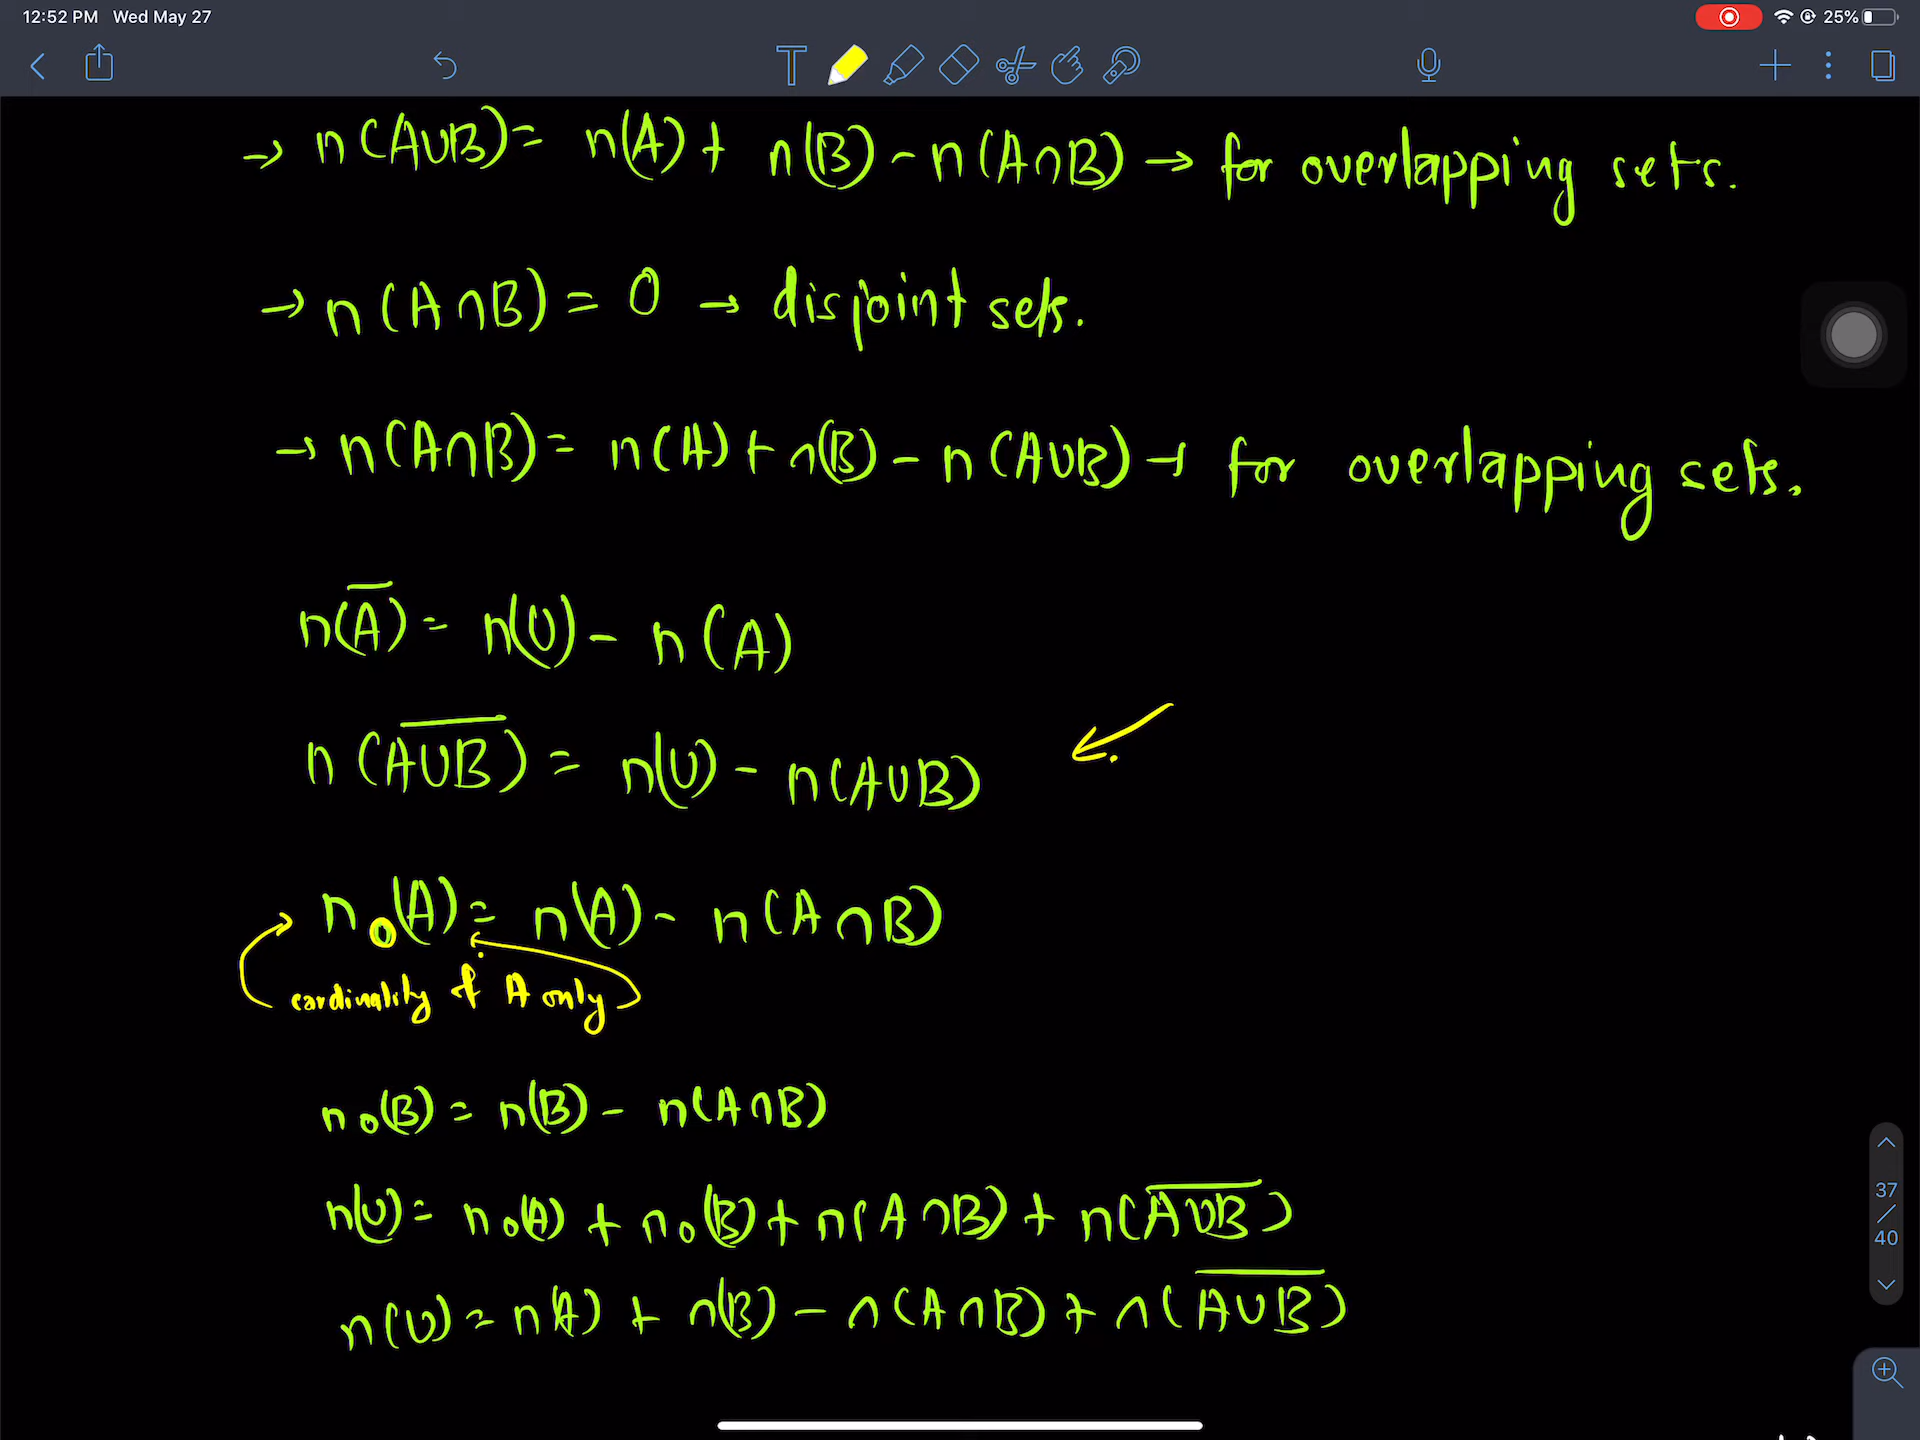 12:52 PM Wed May 27
25%
→ n(A∪B) = n(A) + n(B) - n(A∩B) → for overlapping sets.
→ n(A∩B) = 0 → disjoint sets.
→ n(A∩B) = n(A) + n(B) - n(A∪B) → for overlapping sets.
n(A̅) = n(U) - n(A)
n(A̅∪̅B̅) = n(U) - n(A∪B)
n₀(A) = n(A) - n(A∩B)
cardinality of A only
n₀(B) = n(B) - n(A∩B)
n(U) = n₀(A) + n₀(B) + n(A∩B) + n(A̅∪̅B̅)
n(U) = n(A) + n(B) - n(A∩B) + n(A̅∪̅B̅)
37
/
40